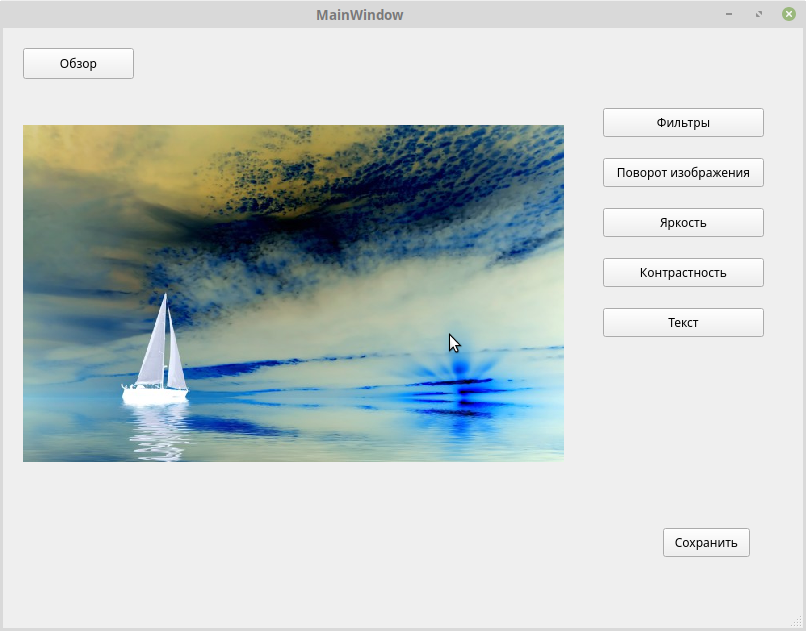 MainWindow
Обзор
Фильтры
Поворот изображения
Яркость
Контрастность
Текст
Сохранить